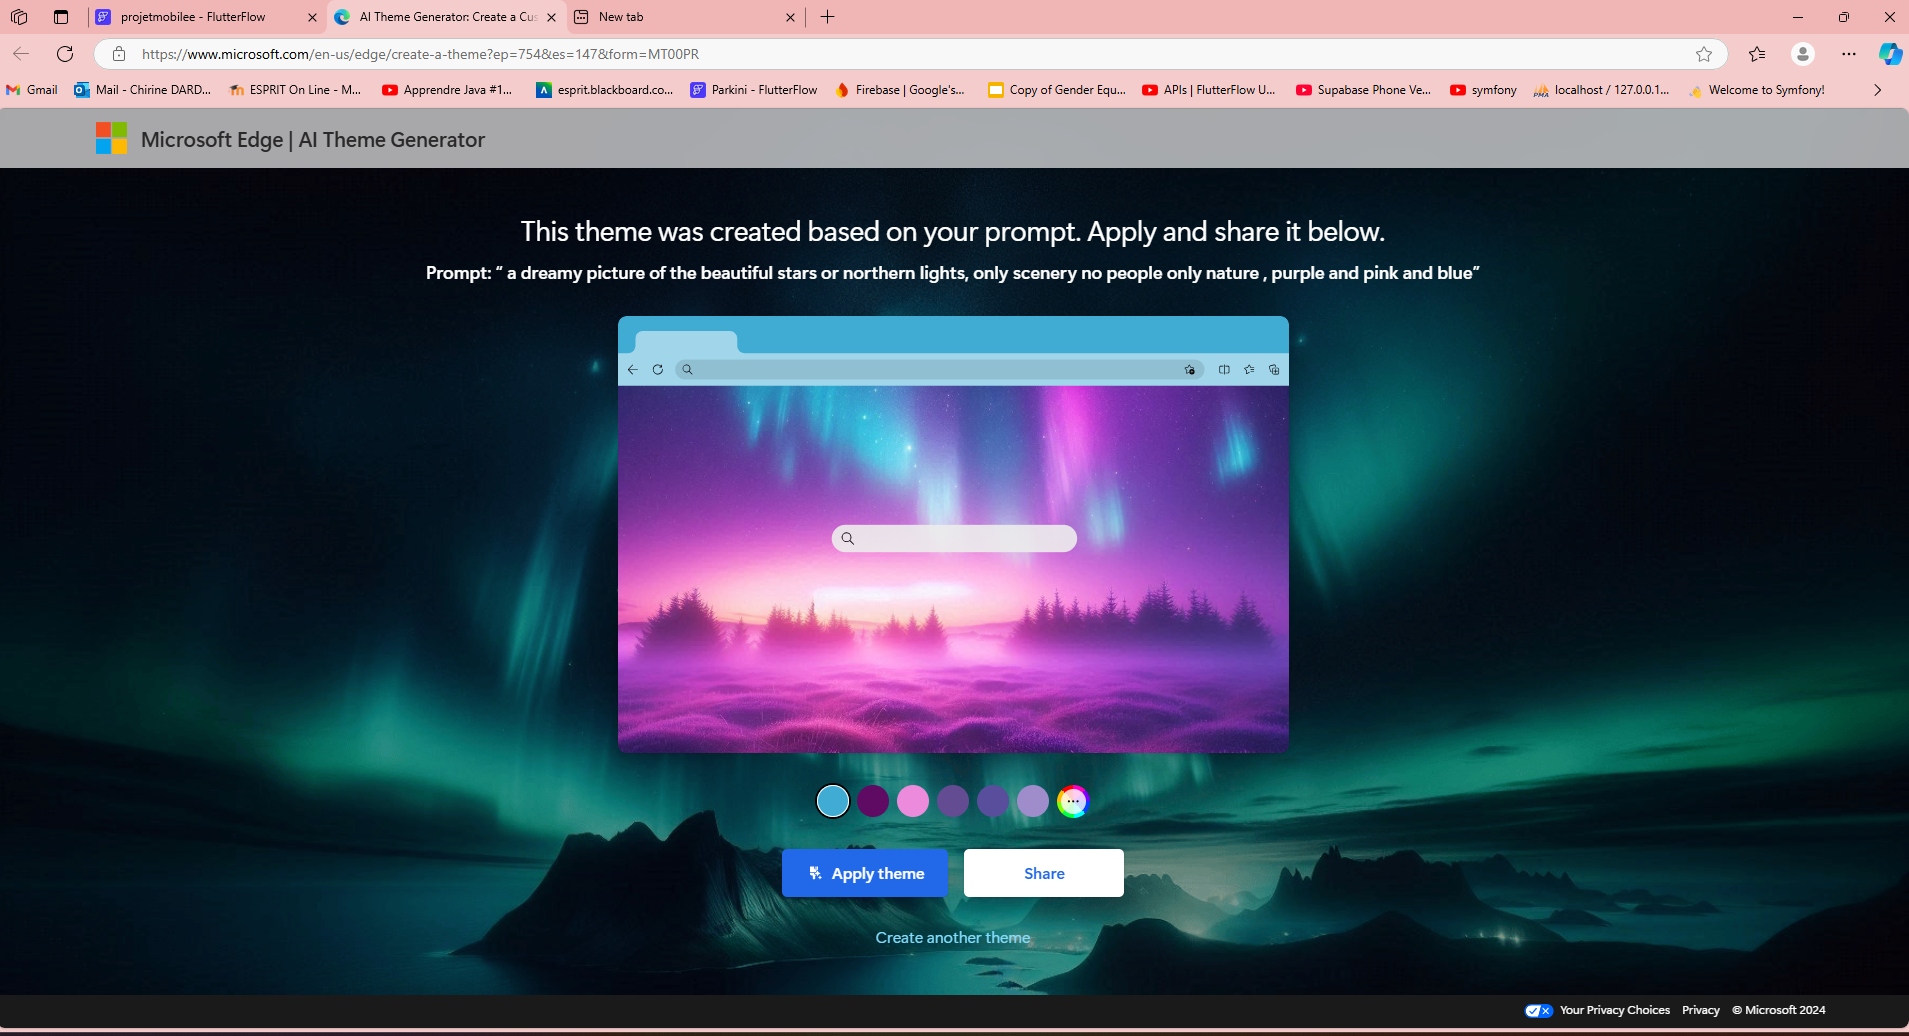 projetmobilee - FlutterFlow
AI Theme Generator: Create a Cus
New tab
https://www.microsoft.com/en-us/edge/create-a-theme?ep=754&es=147&form=MT00PR
Gmail
Mail - Chirine DARD...
ESPRIT On Line - M...
Apprendre Java #1...
esprit.blackboard.co...
Parkini - FlutterFlow
Firebase | Google's...
Copy of Gender Equ...
APIs | FlutterFlow U...
Supabase Phone Ve...
symfony
localhost / 127.0.0.1...
Welcome to Symfony!
Microsoft Edge | AI Theme Generator
This theme was created based on your prompt. Apply and share it below.
Prompt: “ a dreamy picture of the beautiful stars or northern lights, only scenery no people only nature , purple and pink and blue”
Apply theme
Share
Create another theme
Your Privacy Choices
Privacy
© Microsoft 2024